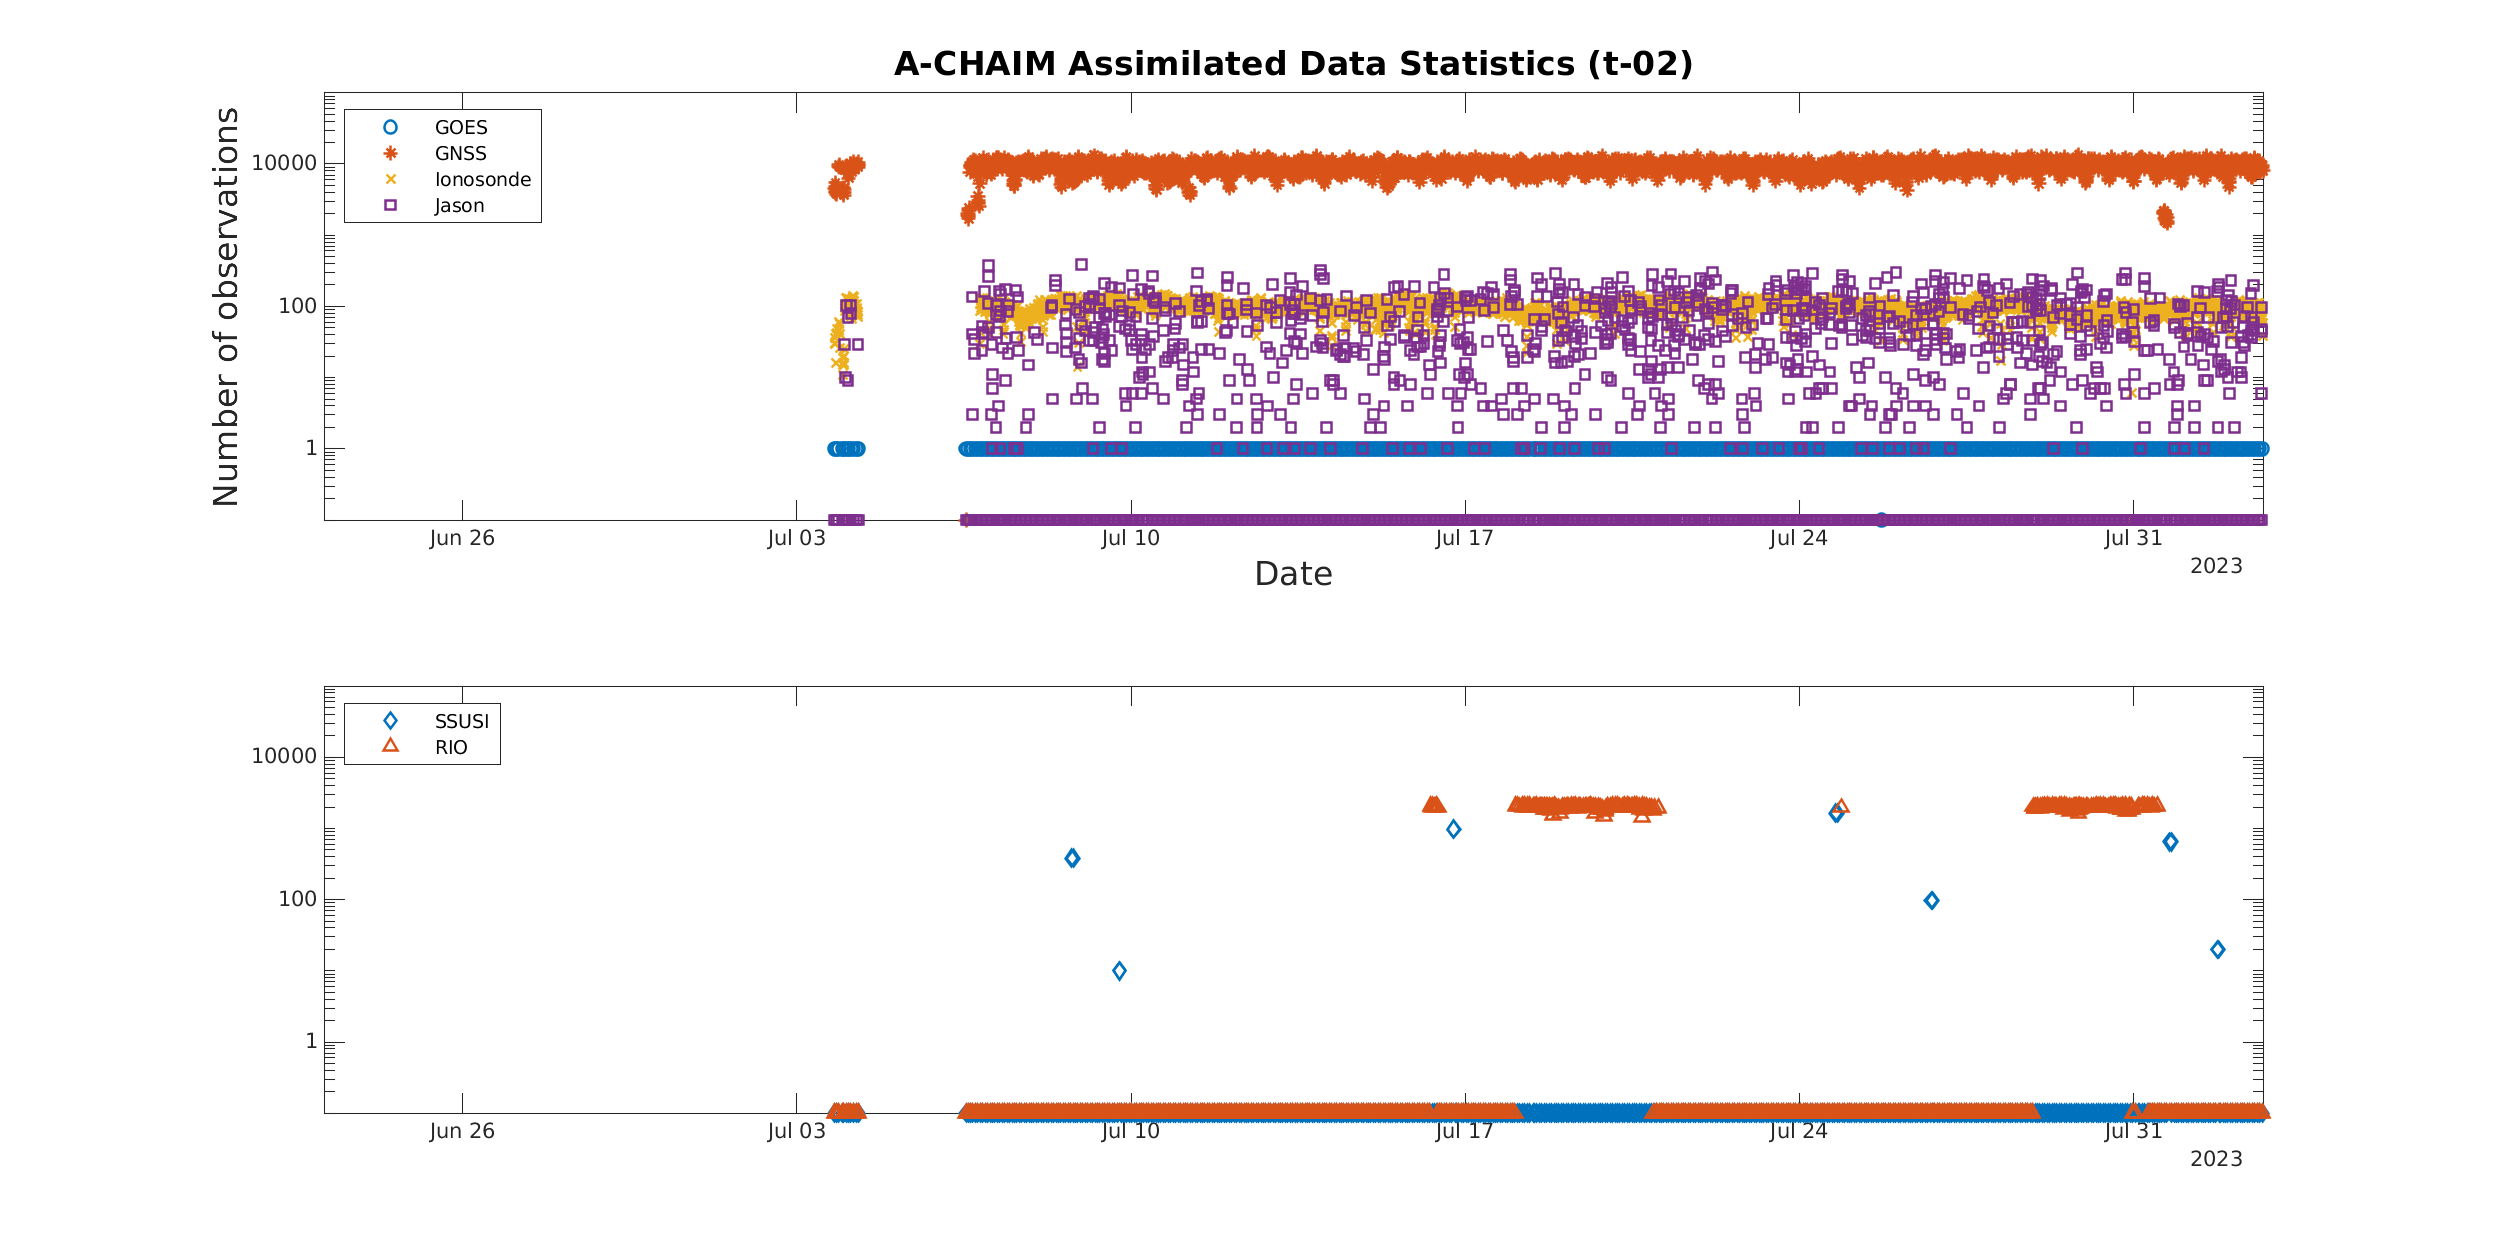 A-CHAIM Assimilated Data Statistics (t-02)
Number of observations
GOES
GNSS
Ionosonde
Jason
10000
100
1
Jun 26 Jul 03 Jul 10 Jul 17 Jul 24 Jul 31
2023
Date
SSUSI
RIO
10000
100
1
Jun 26 Jul 03 Jul 10 Jul 17 Jul 24 Jul 31
2023